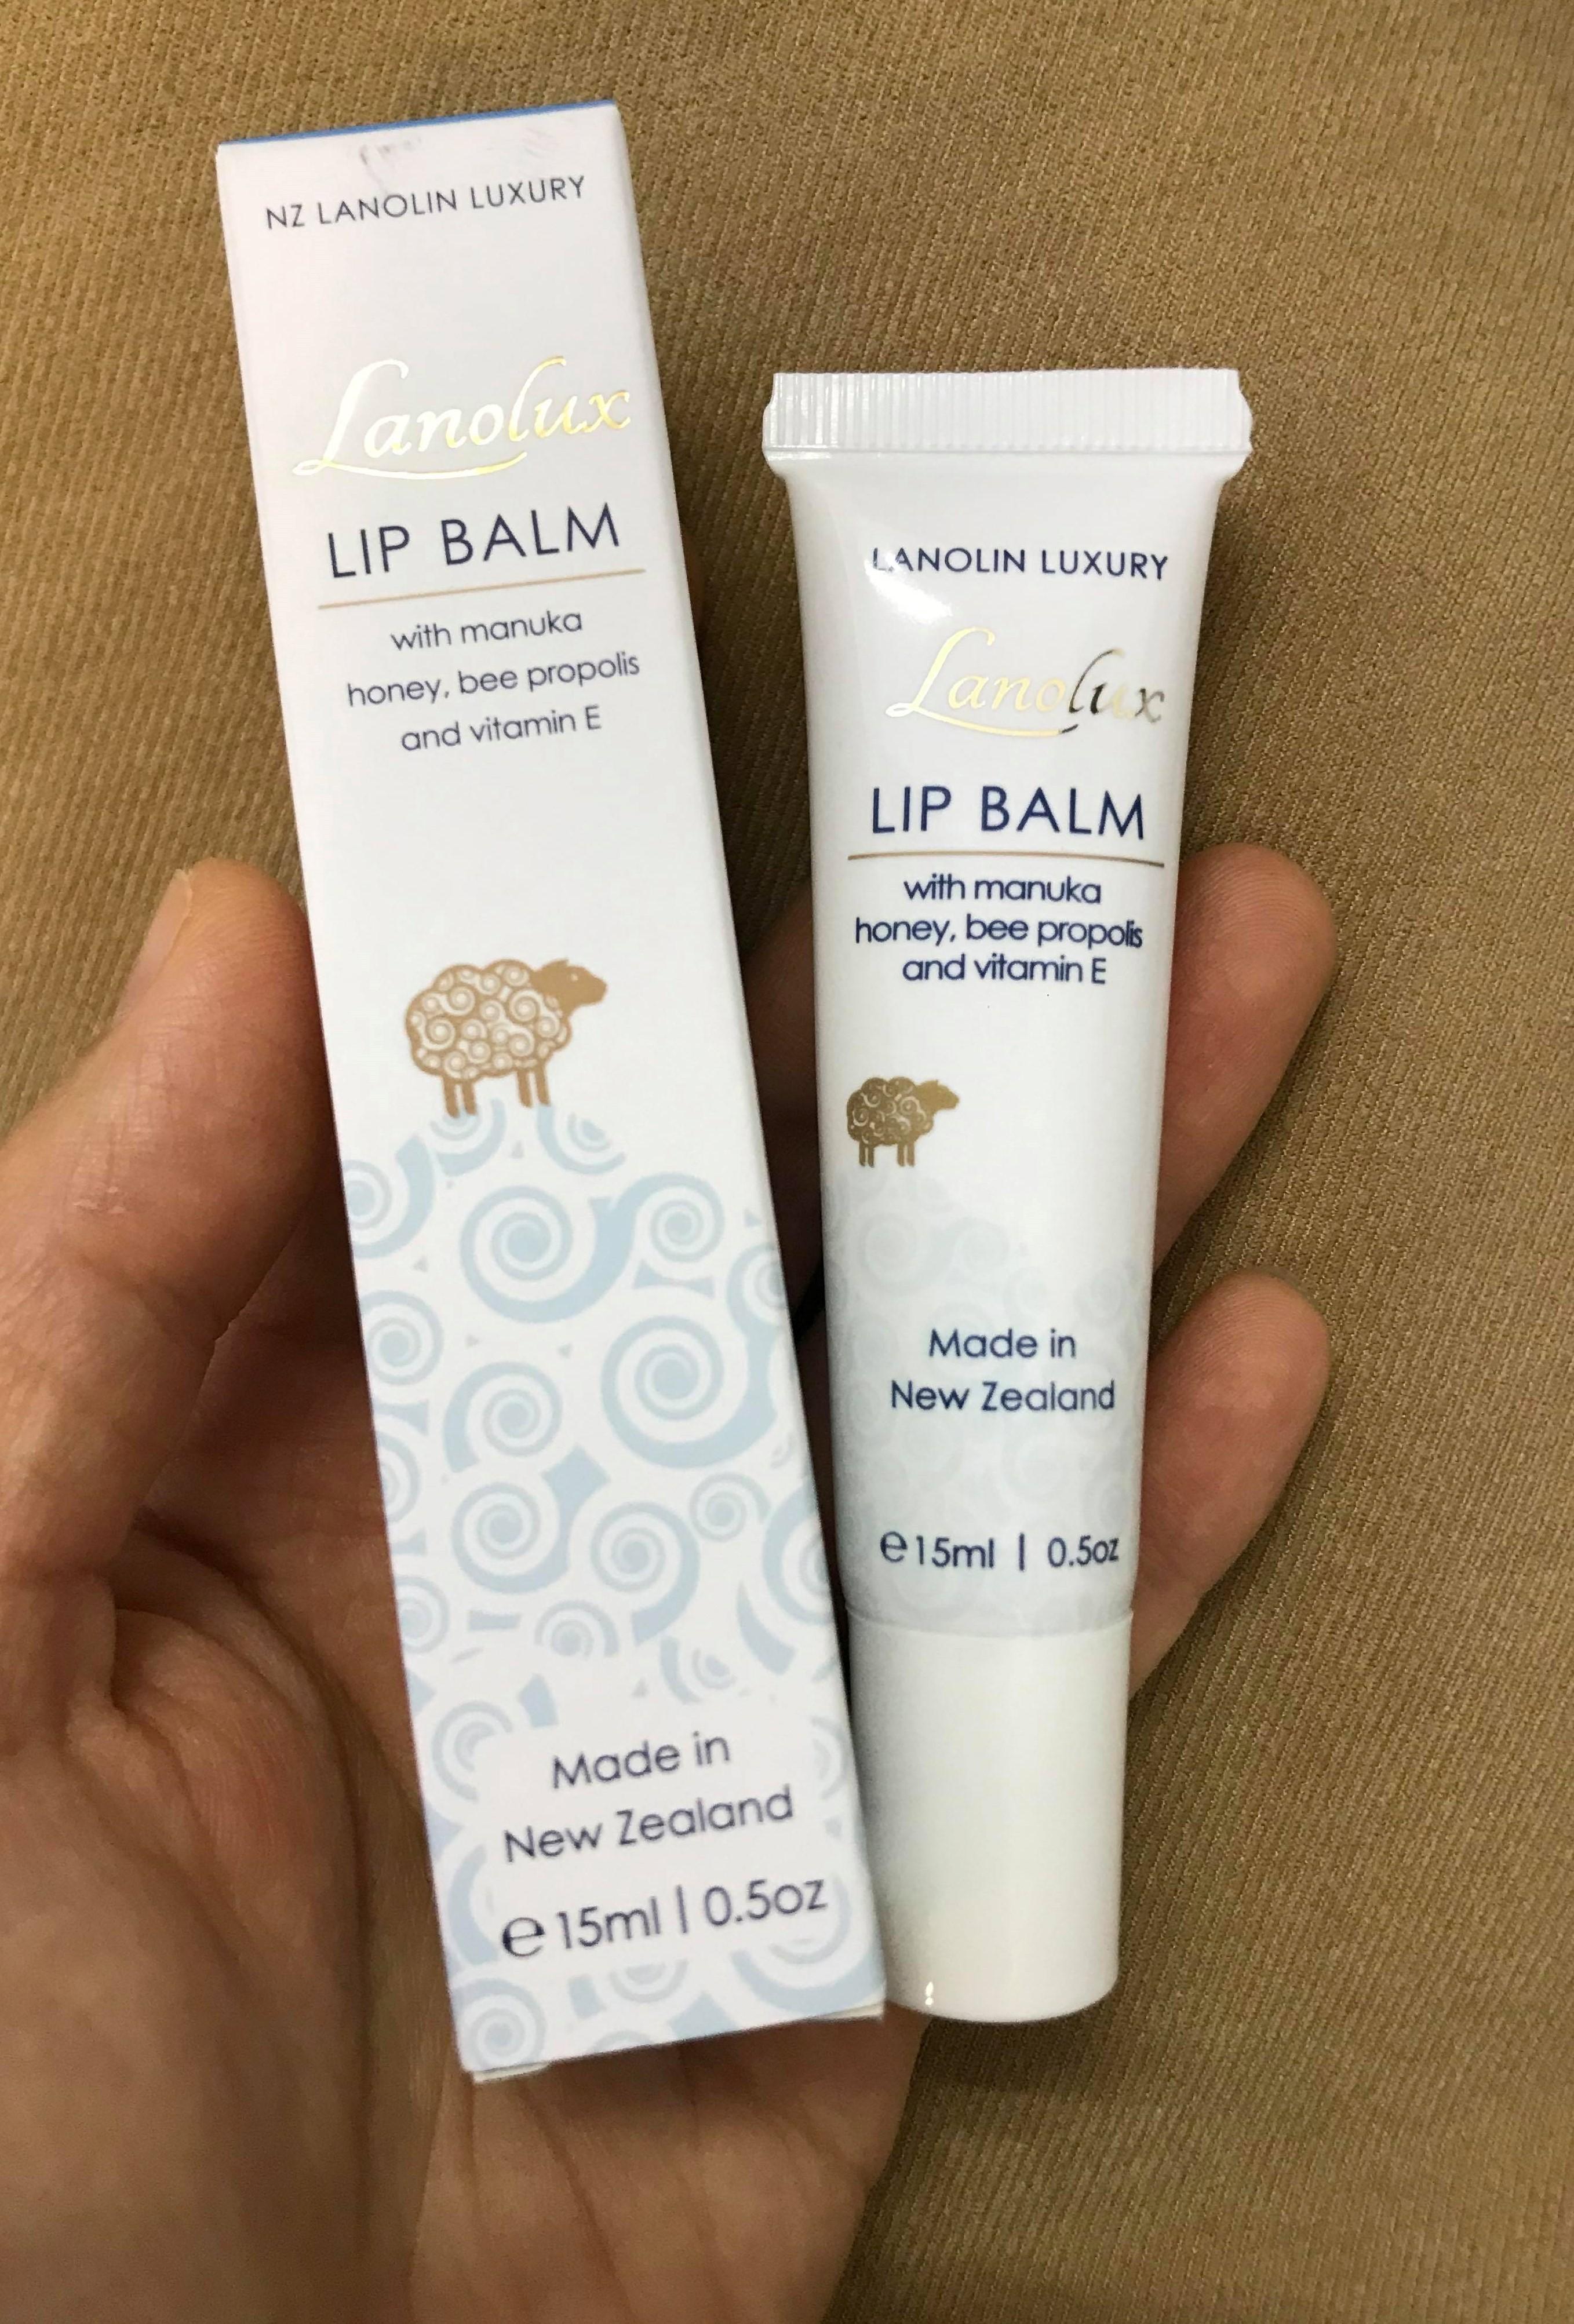 NZ LANOLIN LUXURY
Lanolux
LIP BALM
with manuka
honey, bee propolis
and vitamin E
Made in
New Zealand
℮15ml | 0.5oz
LANOLIN LUXURY
Lanolux
LIP BALM
with manuka
honey, bee propolis
and vitamin E
Made in
New Zealand
℮15ml | 0.5oz